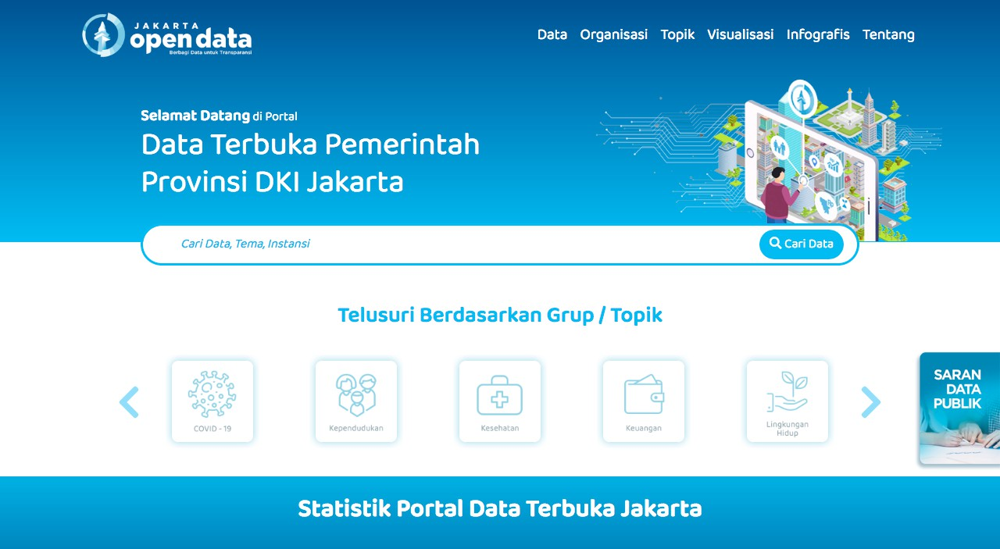 JAKARTA
open data
Berbagi Data untuk Transparansi
Data Organisasi Topik Visualisasi Infografis Tentang
Selamat Datang di Portal
Data Terbuka Pemerintah
Provinsi DKI Jakarta
Cari Data, Tema, Instansi
Cari Data
Telusuri Berdasarkan Grup / Topik
COVID - 19
Kependudukan
Kesehatan
Keuangan
Lingkungan
Hidup
SARAN
DATA
PUBLIK
Statistik Portal Data Terbuka Jakarta